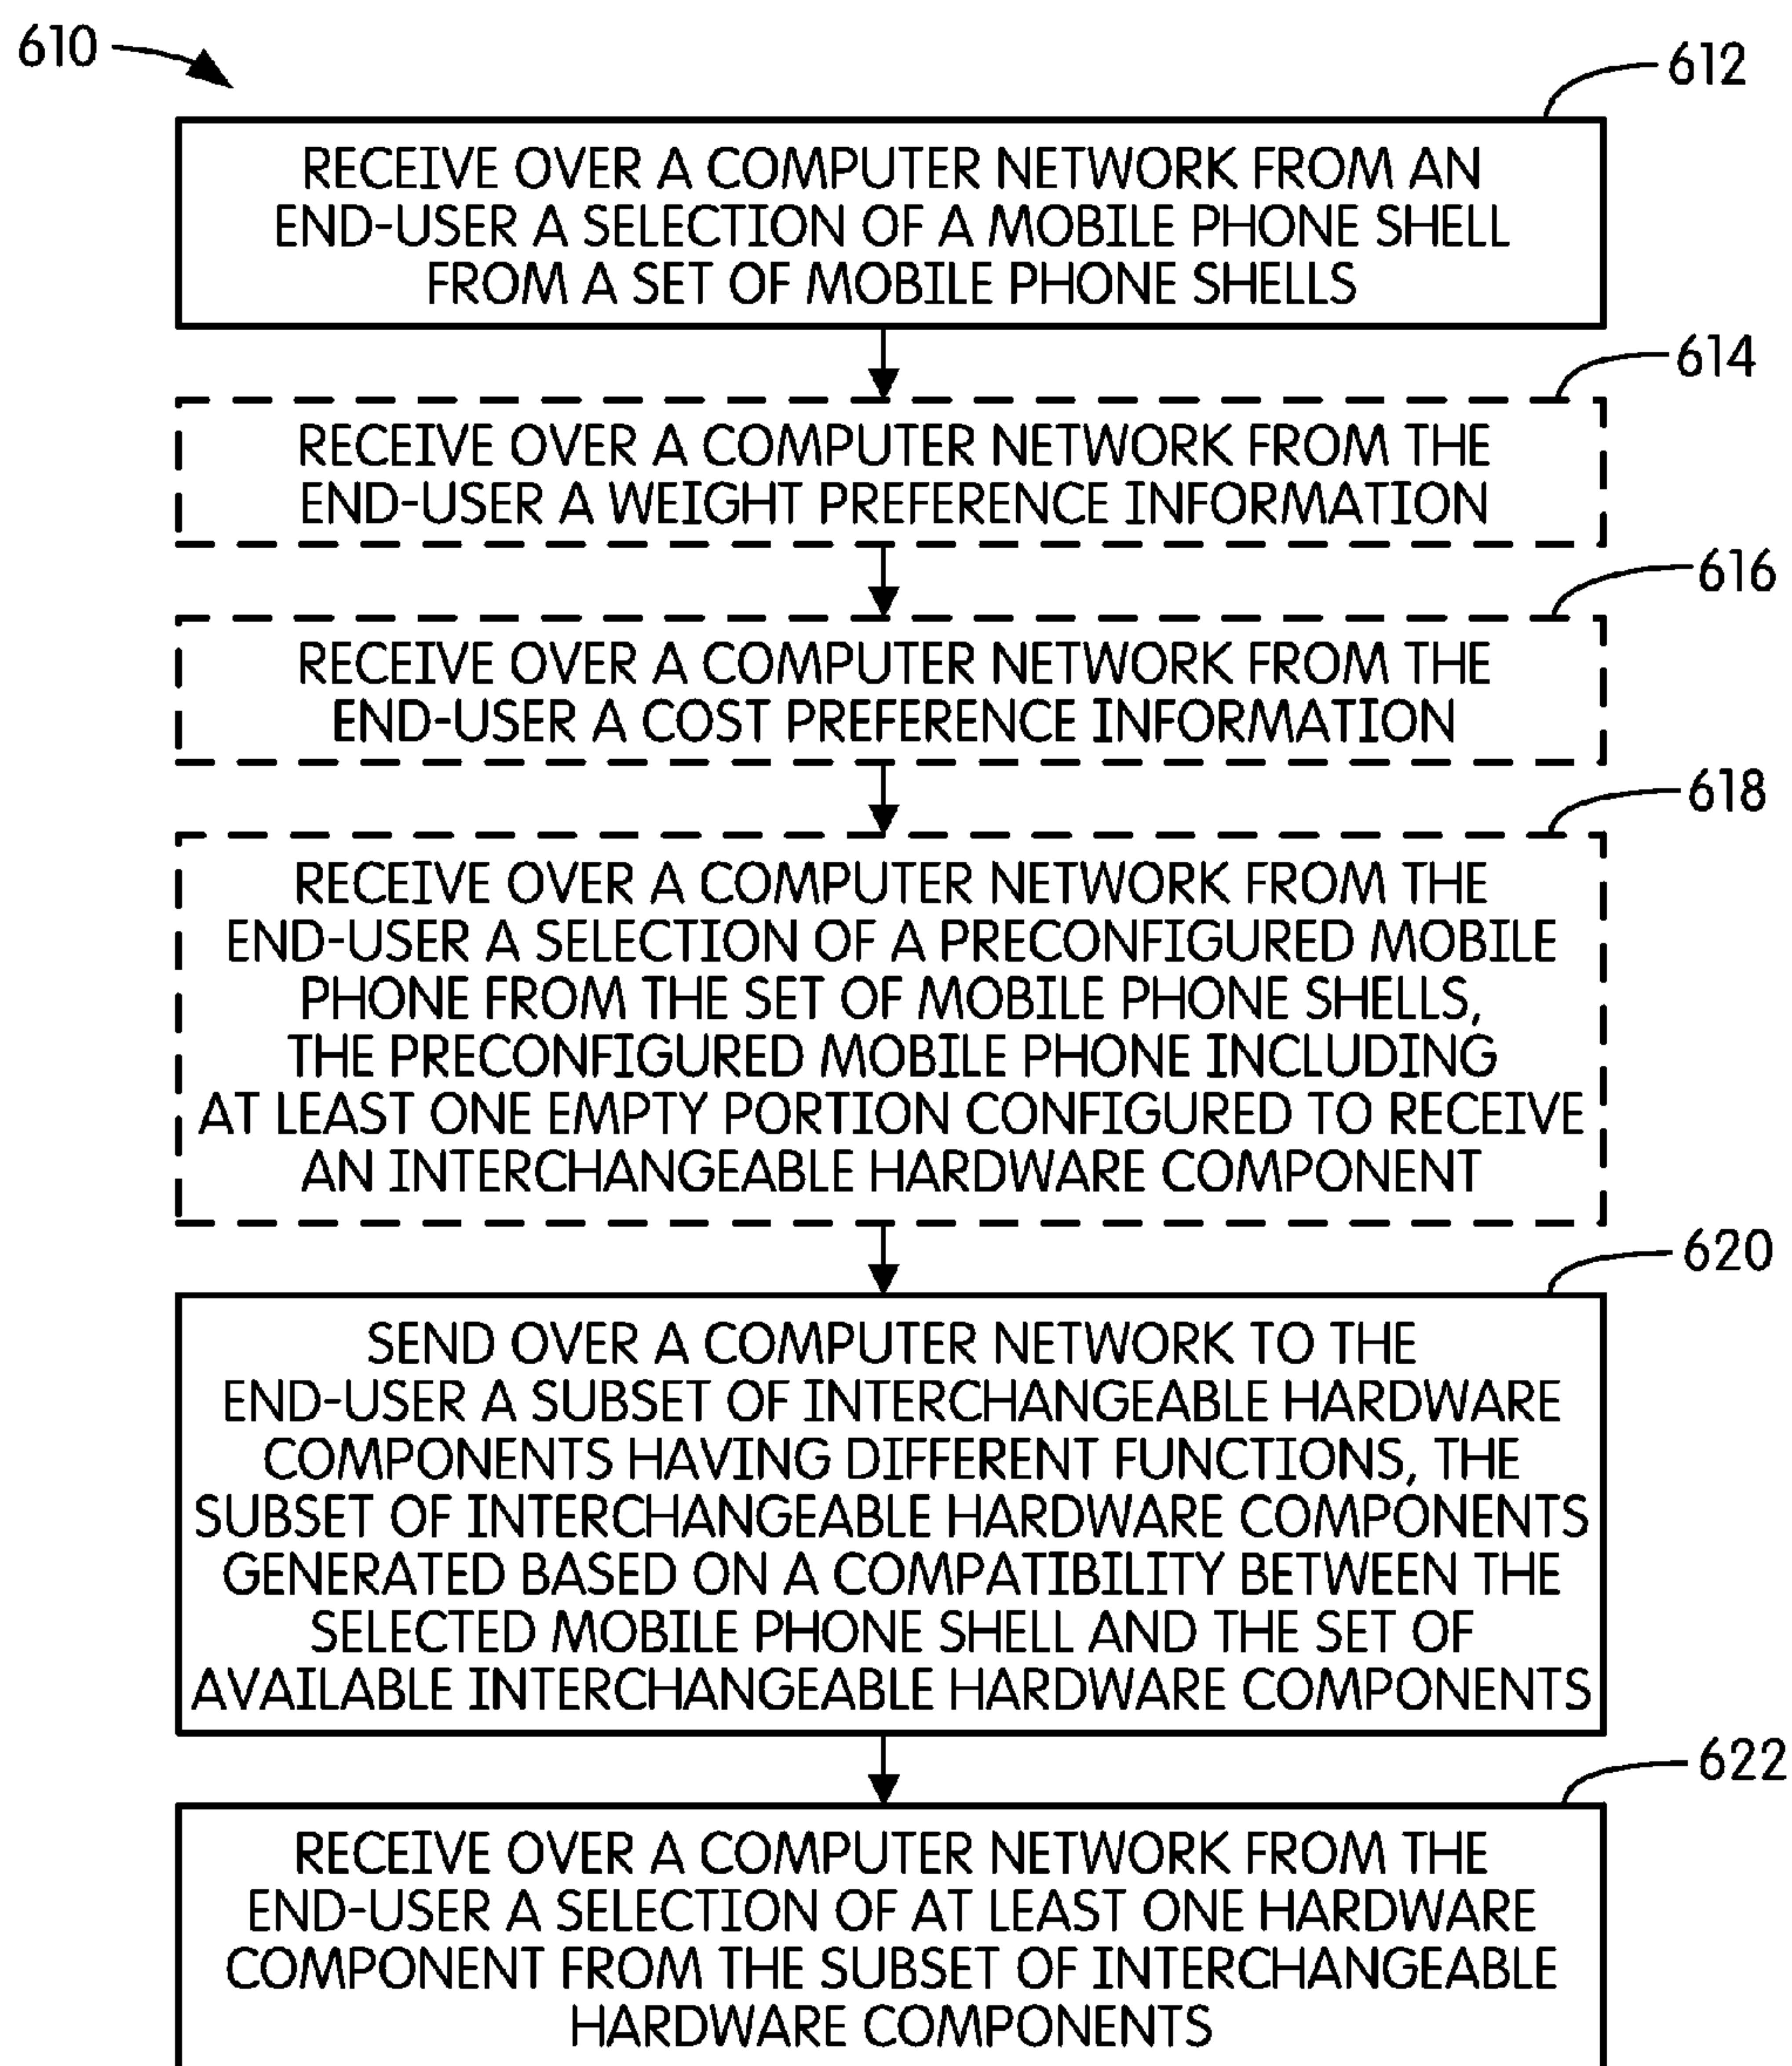 610
612
RECEIVE OVER A COMPUTER NETWORK FROM AN
END-USER A SELECTION OF A MOBILE PHONE SHELL
FROM A SET OF MOBILE PHONE SHELLS
614
RECEIVE OVER A COMPUTER NETWORK FROM THE
END-USER A WEIGHT PREFERENCE INFORMATION
616
RECEIVE OVER A COMPUTER NETWORK FROM THE
END-USER A COST PREFERENCE INFORMATION
618
RECEIVE OVER A COMPUTER NETWORK FROM THE
END-USER A SELECTION OF A PRECONFIGURED MOBILE
PHONE FROM THE SET OF MOBILE PHONE SHELLS,
THE PRECONFIGURED MOBILE PHONE INCLUDING
AT LEAST ONE EMPTY PORTION CONFIGURED TO RECEIVE
AN INTERCHANGEABLE HARDWARE COMPONENT
620
SEND OVER A COMPUTER NETWORK TO THE
END-USER A SUBSET OF INTERCHANGEABLE HARDWARE
COMPONENTS HAVING DIFFERENT FUNCTIONS, THE
SUBSET OF INTERCHANGEABLE HARDWARE COMPONENTS
GENERATED BASED ON A COMPATIBILITY BETWEEN THE
SELECTED MOBILE PHONE SHELL AND THE SET OF
AVAILABLE INTERCHANGEABLE HARDWARE COMPONENTS
622
RECEIVE OVER A COMPUTER NETWORK FROM THE
END-USER A SELECTION OF AT LEAST ONE HARDWARE
COMPONENT FROM THE SUBSET OF INTERCHANGEABLE
HARDWARE COMPONENTS